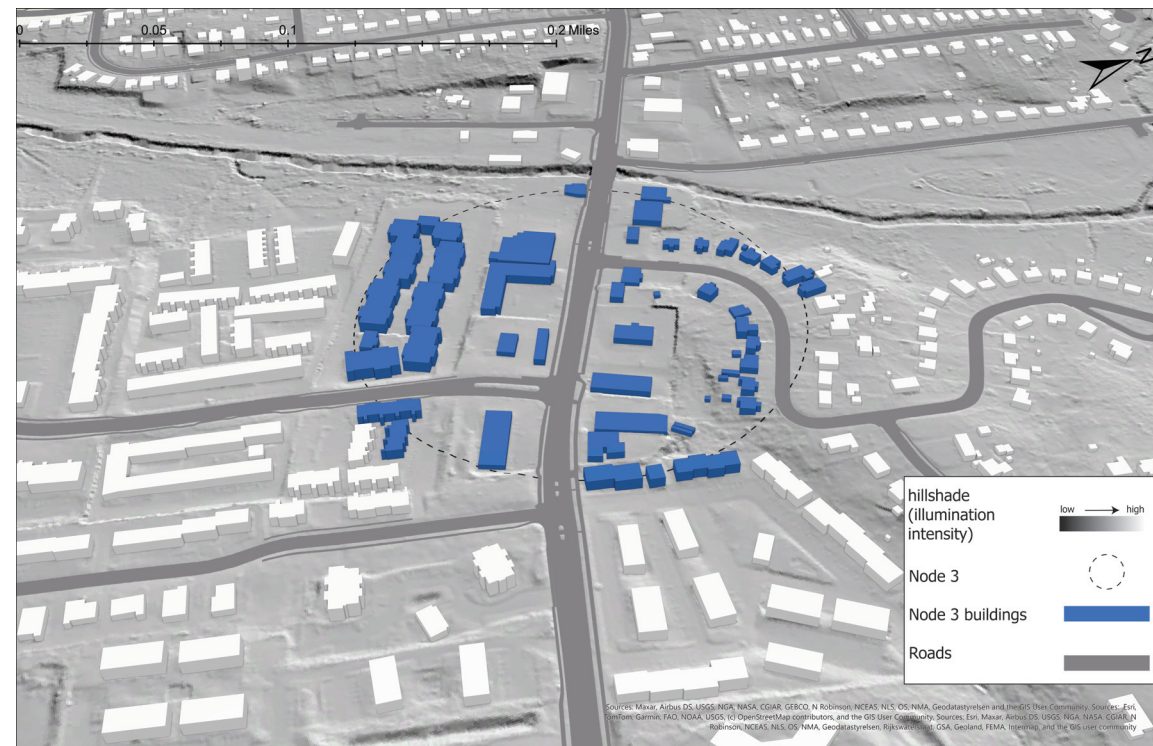 0 0.05 0.1 0.2 Miles
N
hillshade
(illumination
intensity)
low high
Node 3
Node 3 buildings
Roads
Sources: Maxar, Airbus DS, USGS, NGA, NASA, CGIAR, GEBCO, N Robinson, NCEAS, NLS, OS, NMA, Geodatastyrelsen and the GIS User Community, Sources: Esri,
TomTom, Garmin, FAO, NOAA, USGS, (c) OpenStreetMap contributors, and the GIS User Community, Sources: Esri, Maxar, Airbus DS, USGS, NGA, NASA, CGIAR, N
Robinson, NCEAS, NLS, OS, NMA, Geodatastyrelsen, Rijkswaterstaat, GSA, Geoland, FEMA, Intermap, and the GIS user community